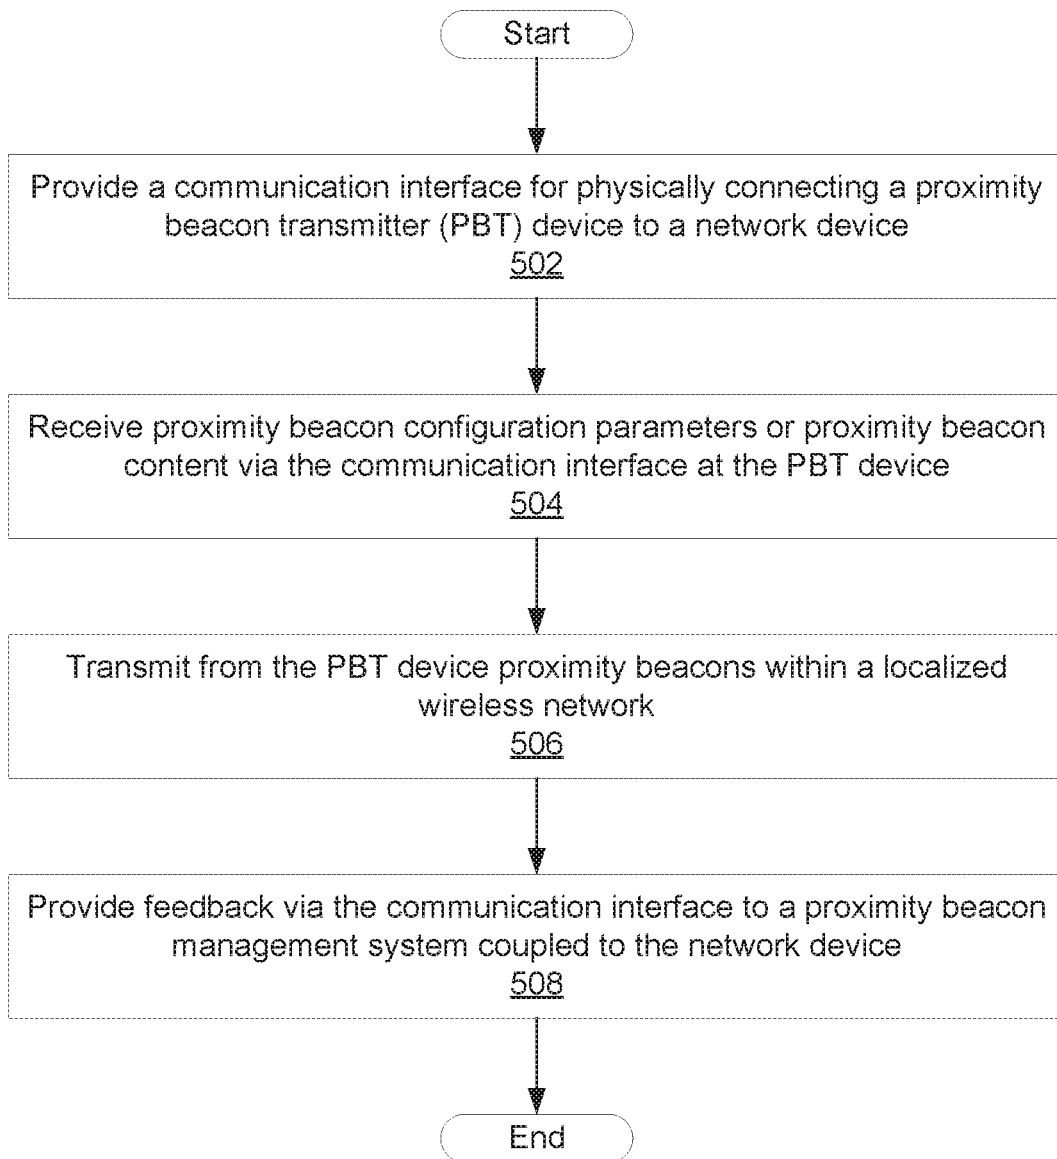 Start
Provide a communication interface for physically connecting a proximity
beacon transmitter (PBT) device to a network device
502
Receive proximity beacon configuration parameters or proximity beacon
content via the communication interface at the PBT device
504
Transmit from the PBT device proximity beacons within a localized
wireless network
506
Provide feedback via the communication interface to a proximity beacon
management system coupled to the network device
508
End